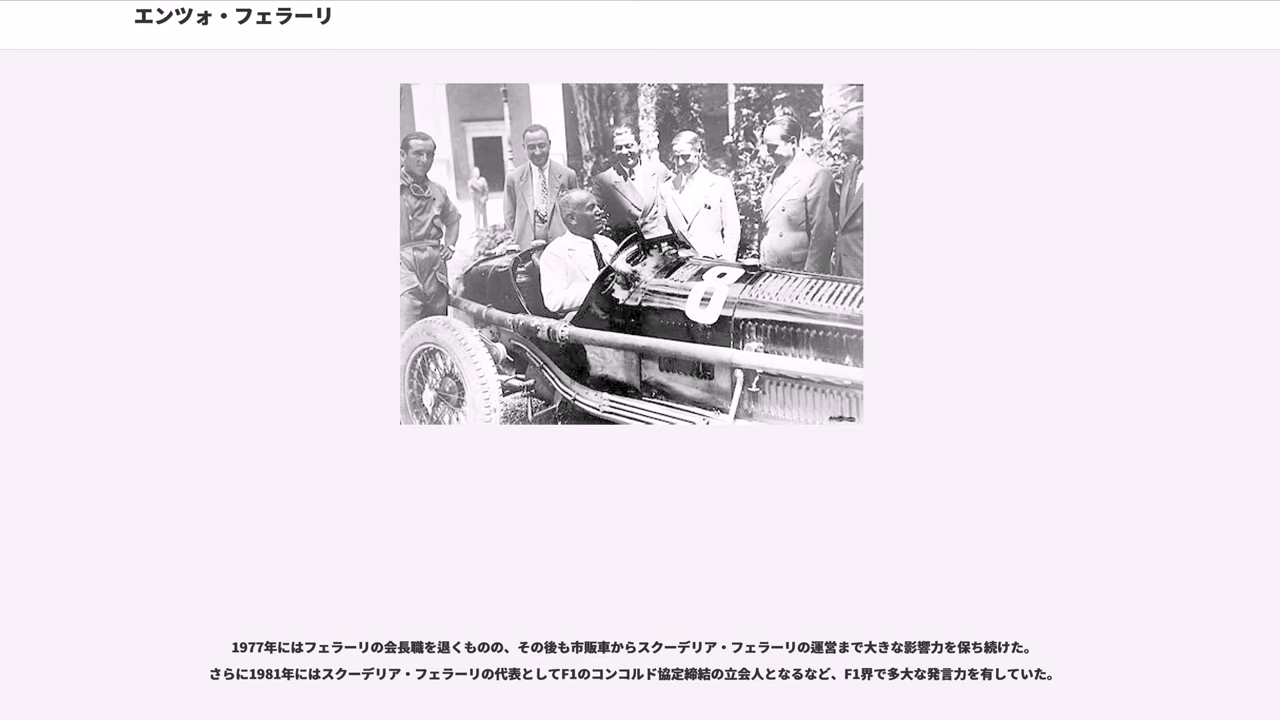 エンツォ・フェラーリ
8
1977年にはフェラーリの会長職を退くものの、その後も市販車からスクーデリア・フェラーリの運営まで大きな影響力を保ち続けた。
さらに1981年にはスクーデリア・フェラーリの代表としてF1のコンコルド協定締結の立会人となるなど、F1界で多大な発言力を有していた。